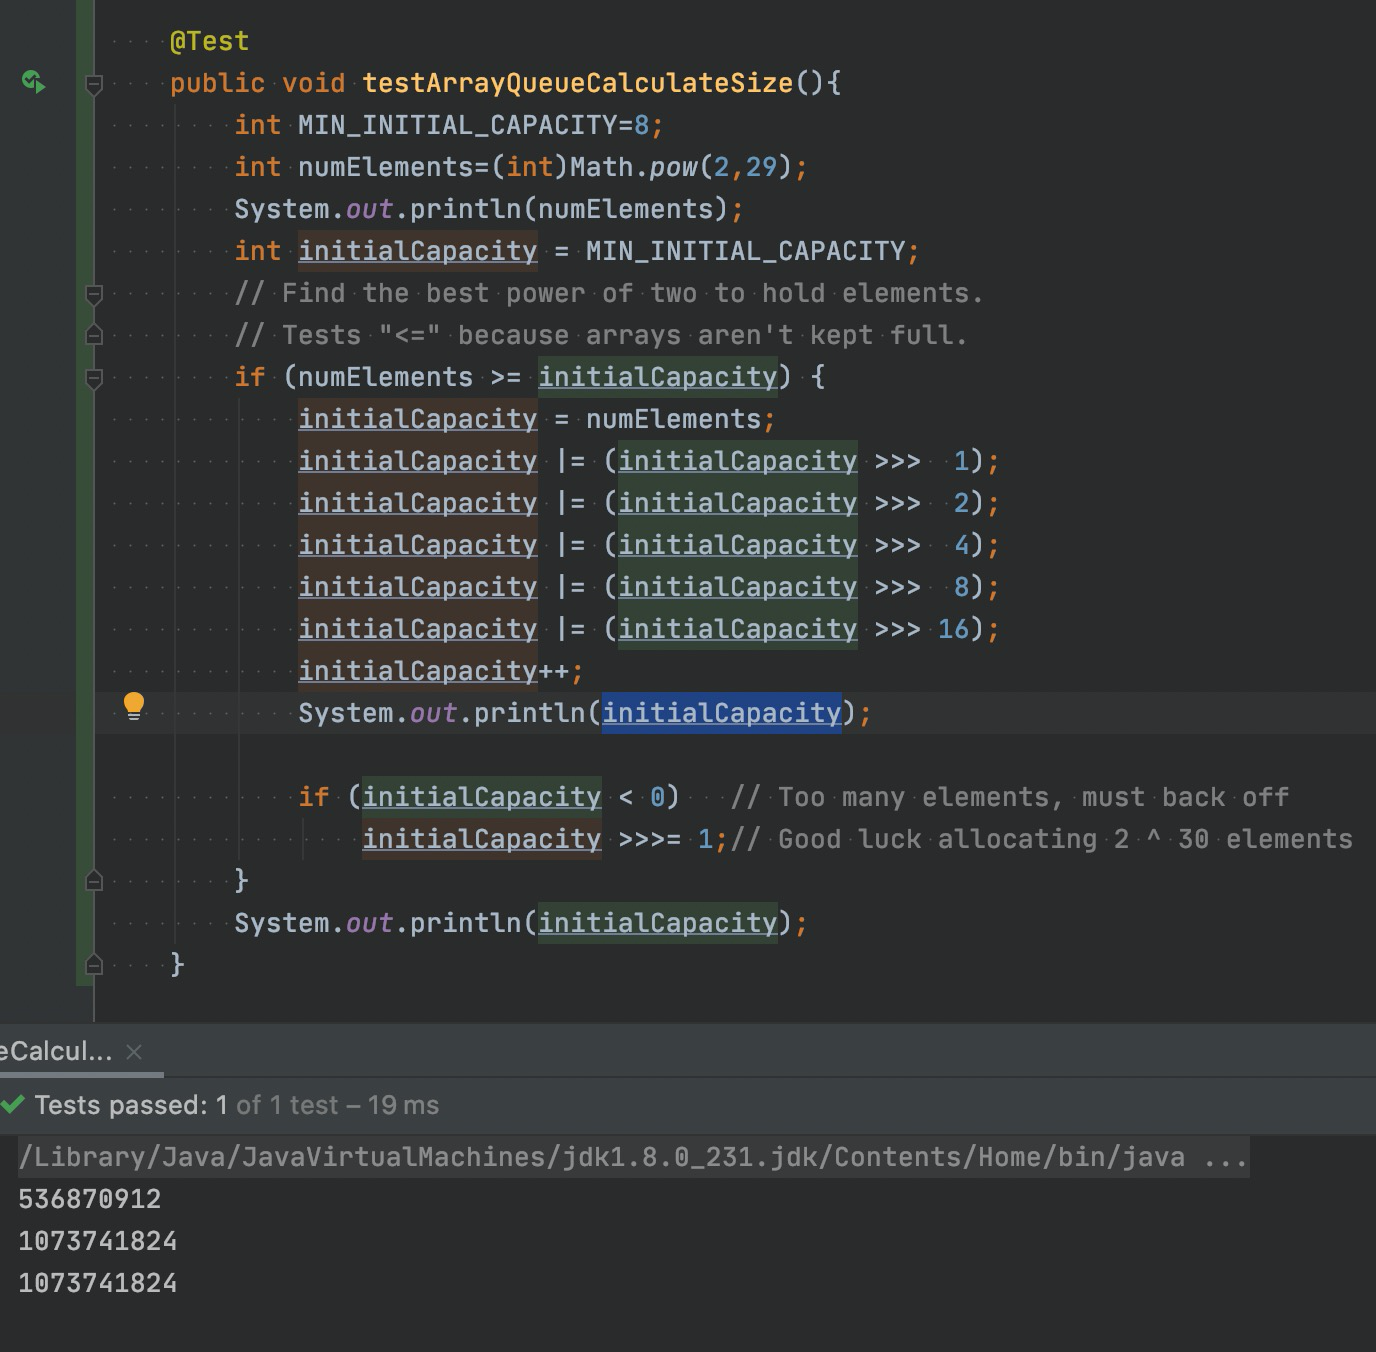 @Test
public void testArrayQueueCalculateSize(){
int MIN_INITIAL_CAPACITY=8;
int numElements=(int)Math.pow(2,29);
System.out.println(numElements);
int initialCapacity = MIN_INITIAL_CAPACITY;
// Find the best power of two to hold elements.
// Tests "<=" because arrays aren't kept full.
if (numElements >= initialCapacity) {
initialCapacity = numElements;
initialCapacity |= (initialCapacity >>>  1);
initialCapacity |= (initialCapacity >>>  2);
initialCapacity |= (initialCapacity >>>  4);
initialCapacity |= (initialCapacity >>>  8);
initialCapacity |= (initialCapacity >>> 16);
initialCapacity++;
System.out.println(initialCapacity);
if (initialCapacity < 0)   // Too many elements, must back off
initialCapacity >>>= 1;// Good luck allocating 2 ^ 30 elements
}
System.out.println(initialCapacity);
}
eCalcul...
Tests passed: 1 of 1 test – 19 ms
/Library/Java/JavaVirtualMachines/jdk1.8.0_231.jdk/Contents/Home/bin/java ...
536870912
1073741824
1073741824